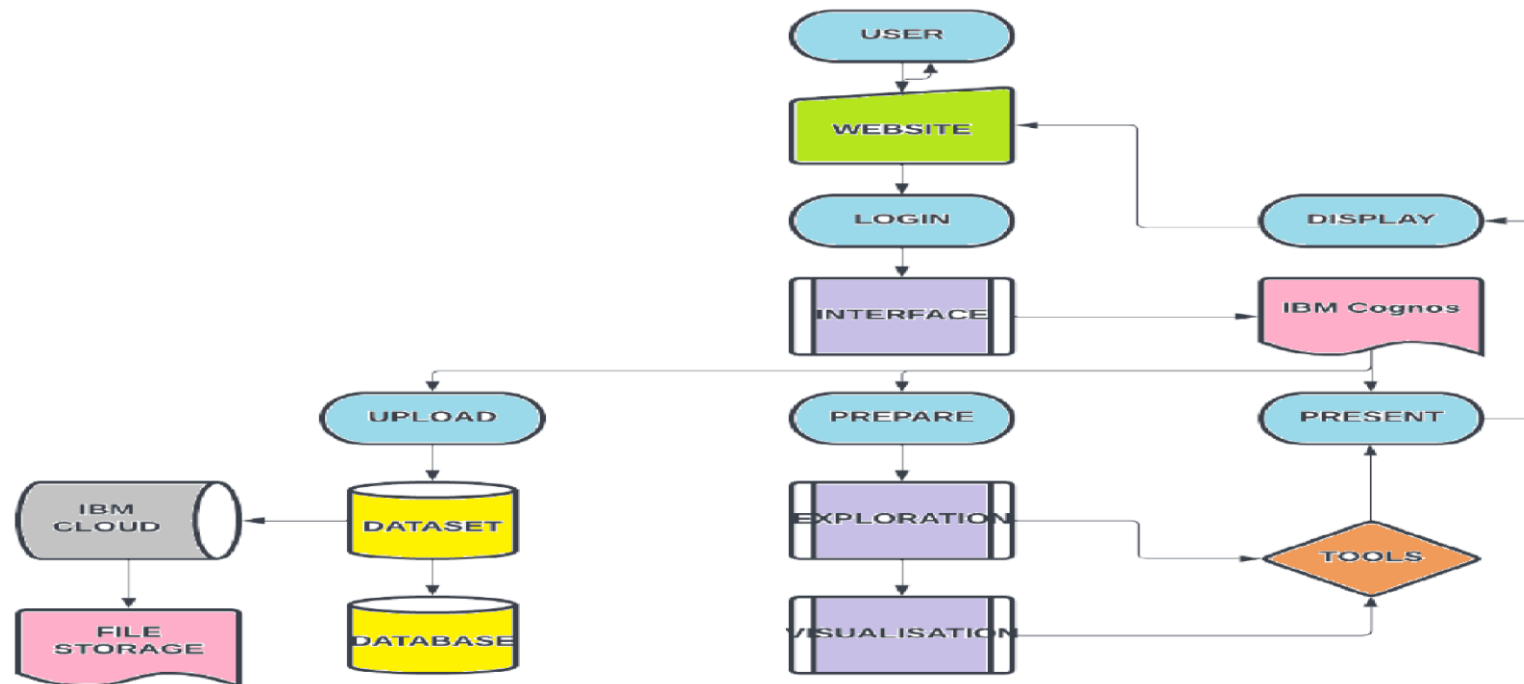 USER
WEBSITE
LOGIN
DISPLAY
INTERFACE
IBM Cognos
UPLOAD
PREPARE
PRESENT
IBM
CLOUD
DATASET
EXPLORATION
TOOLS
FILE
STORAGE
DATABASE
VISUALISATION